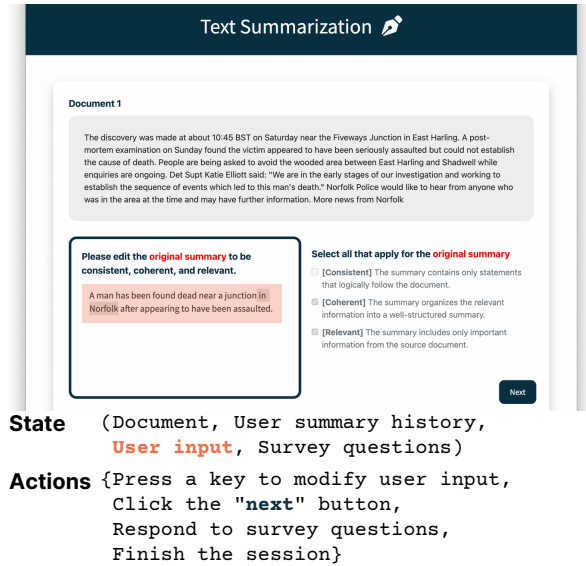 Text Summarization
Document 1
The discovery was made at about 10:45 BST on Saturday near the Fiveways Junction in East Harling. A post-
mortem examination on Sunday found the victim appeared to have been seriously assaulted but could not establish
the cause of death. People are being asked to avoid the wooded area between East Harling and Shadwell while
enquiries are ongoing. Det Supt Katie Elliott said: "We are in the early stages of our investigation and working to
establish the sequence of events which led to this man's death." Norfolk Police would like to hear from anyone who
was in the area at the time and may have further information. More news from Norfolk
Please edit the original summary to be
consistent, coherent, and relevant.
A man has been found dead near a junction in
Norfolk after appearing to have been assaulted.
Select all that apply for the original summary
[Consistent] The summary contains only statements
that logically follow the document.
[Coherent] The summary organizes the relevant
information into a well-structured summary.
[Relevant] The summary includes only important
information from the source document.
Next
State (Document, User summary history,
User input, Survey questions)
Actions {Press a key to modify user input,
Click the "next" button,
Respond to survey questions,
Finish the session}